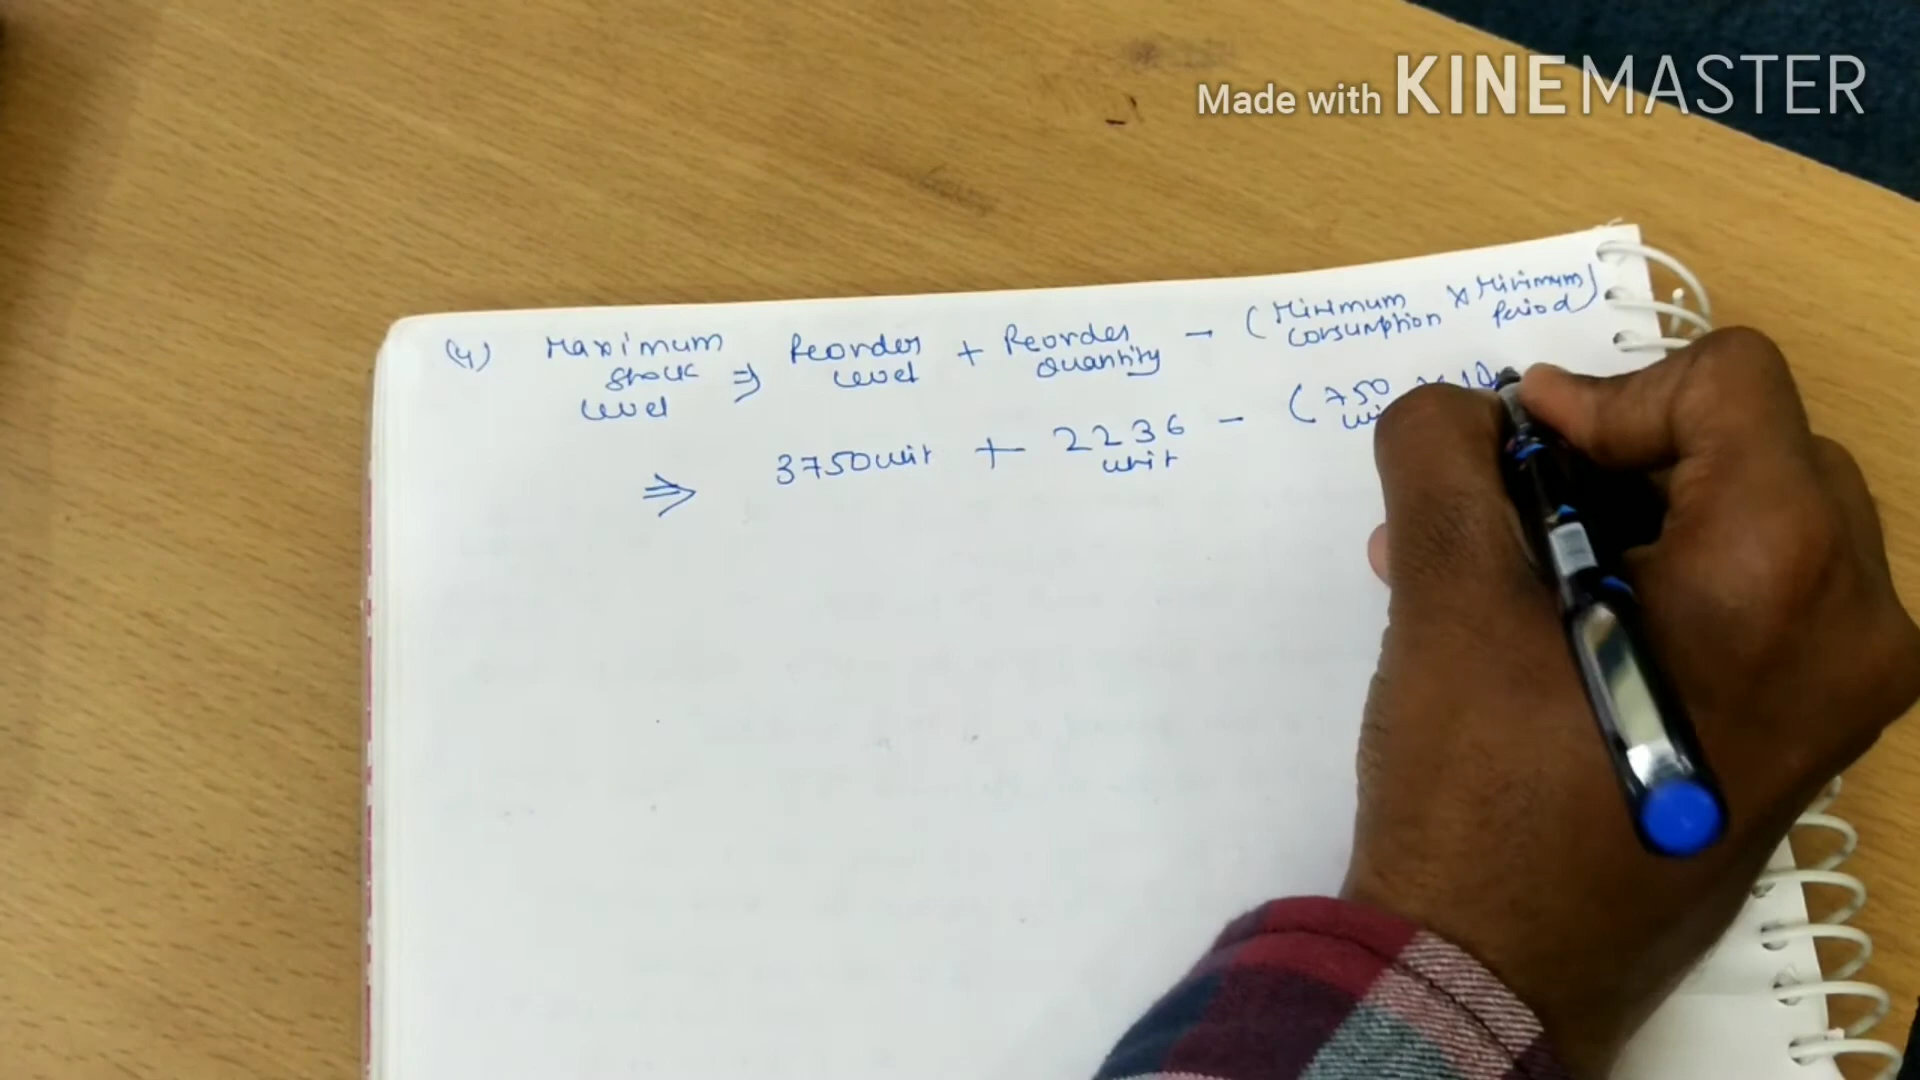 Made with KINEMASTER
(4) Maximum stock level ⇒ Reorder level + Reorder Quantity - (Minimum consumption × Minimum Period)
⇒ 3750 unit + 2236 unit - (750